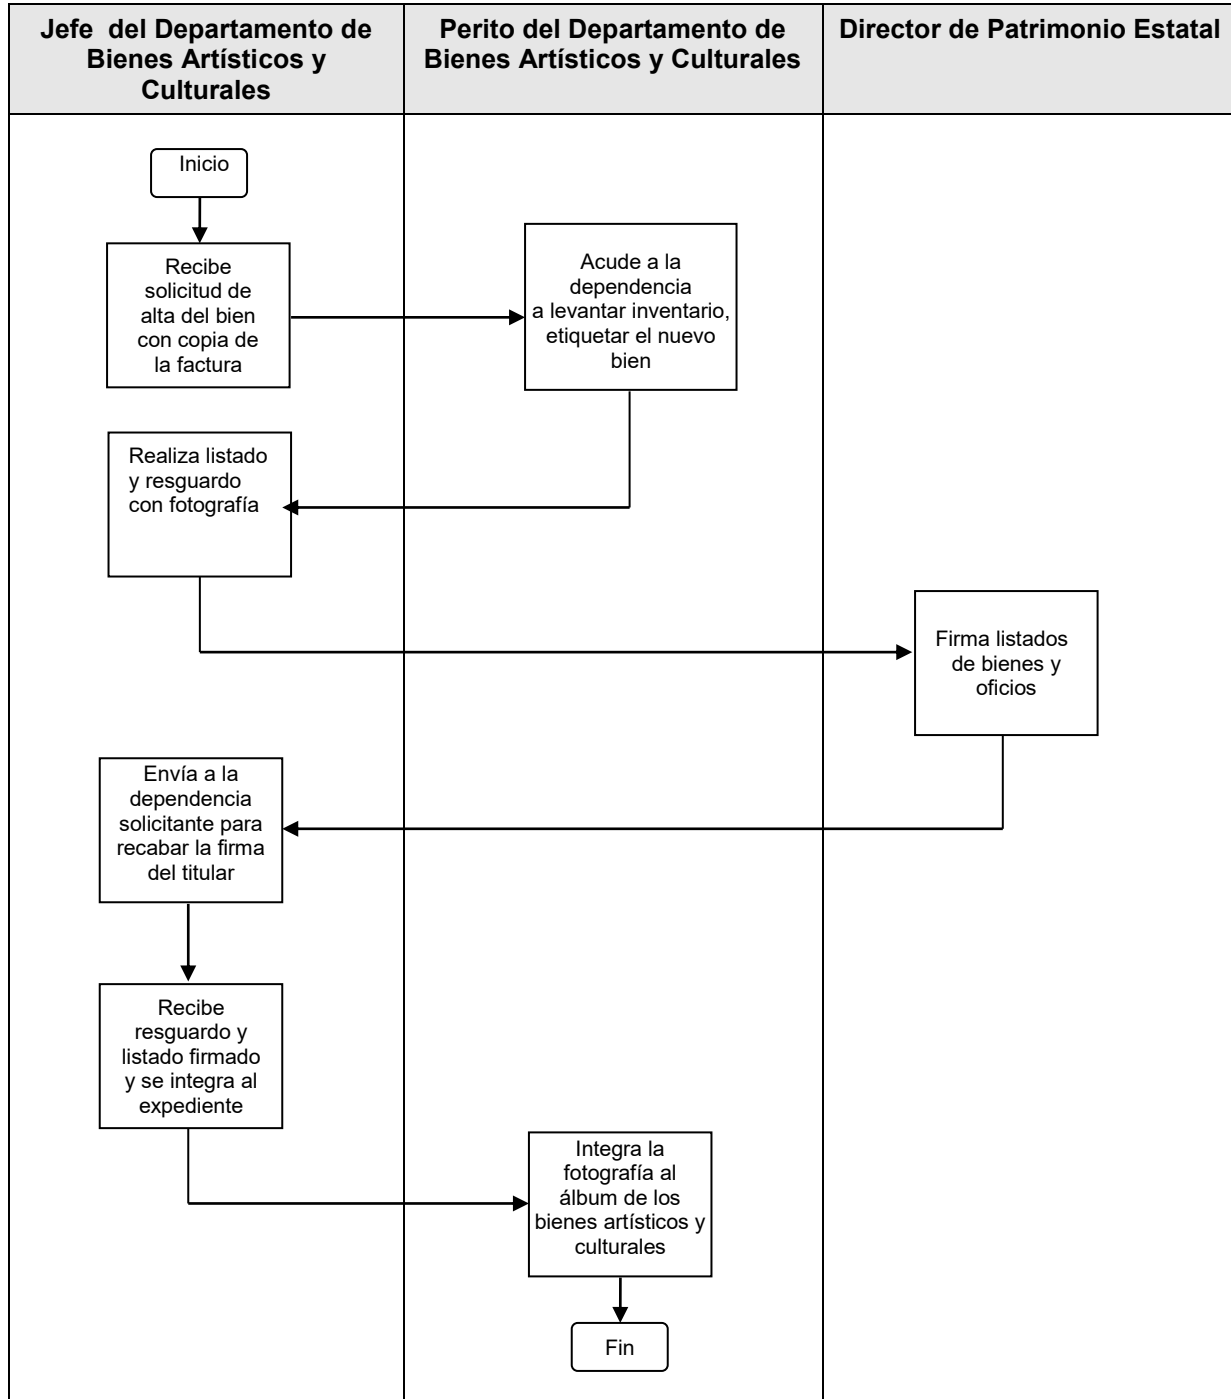 Jefe  del Departamento de
Bienes Artísticos y
Culturales
Perito del Departamento de
Bienes Artísticos y Culturales
Director de Patrimonio Estatal
Inicio
Recibe
solicitud de
alta del bien
con copia de
la factura
Acude a la
dependencia
a levantar inventario,
etiquetar el nuevo
bien
Realiza listado
y resguardo
con fotografía
Firma listados
de bienes y
oficios
Envía a la
dependencia
solicitante para
recabar la firma
del titular
Recibe
resguardo y
listado firmado
y se integra al
expediente
Integra la
fotografía al
álbum de los
bienes artísticos y
culturales
Fin